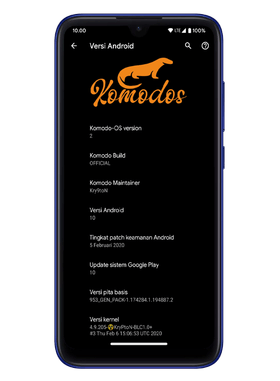 10.00
LTE 100%
Versi Android
Komodos
Komodo-OS version
2
Komodo Build
OFFICIAL
Komodo Maintainer
Kry9toN
Versi Android
10
Tingkat patch keamanan Android
5 Februari 2020
Update sistem Google Play
10
Versi pita basis
953_GEN_PACK-1.174284.1.194887.2
Versi kernel
4.9.205-☢KryPtoN-BLC1.0+
#3 Thu Feb 6 15:06:53 UTC 2020